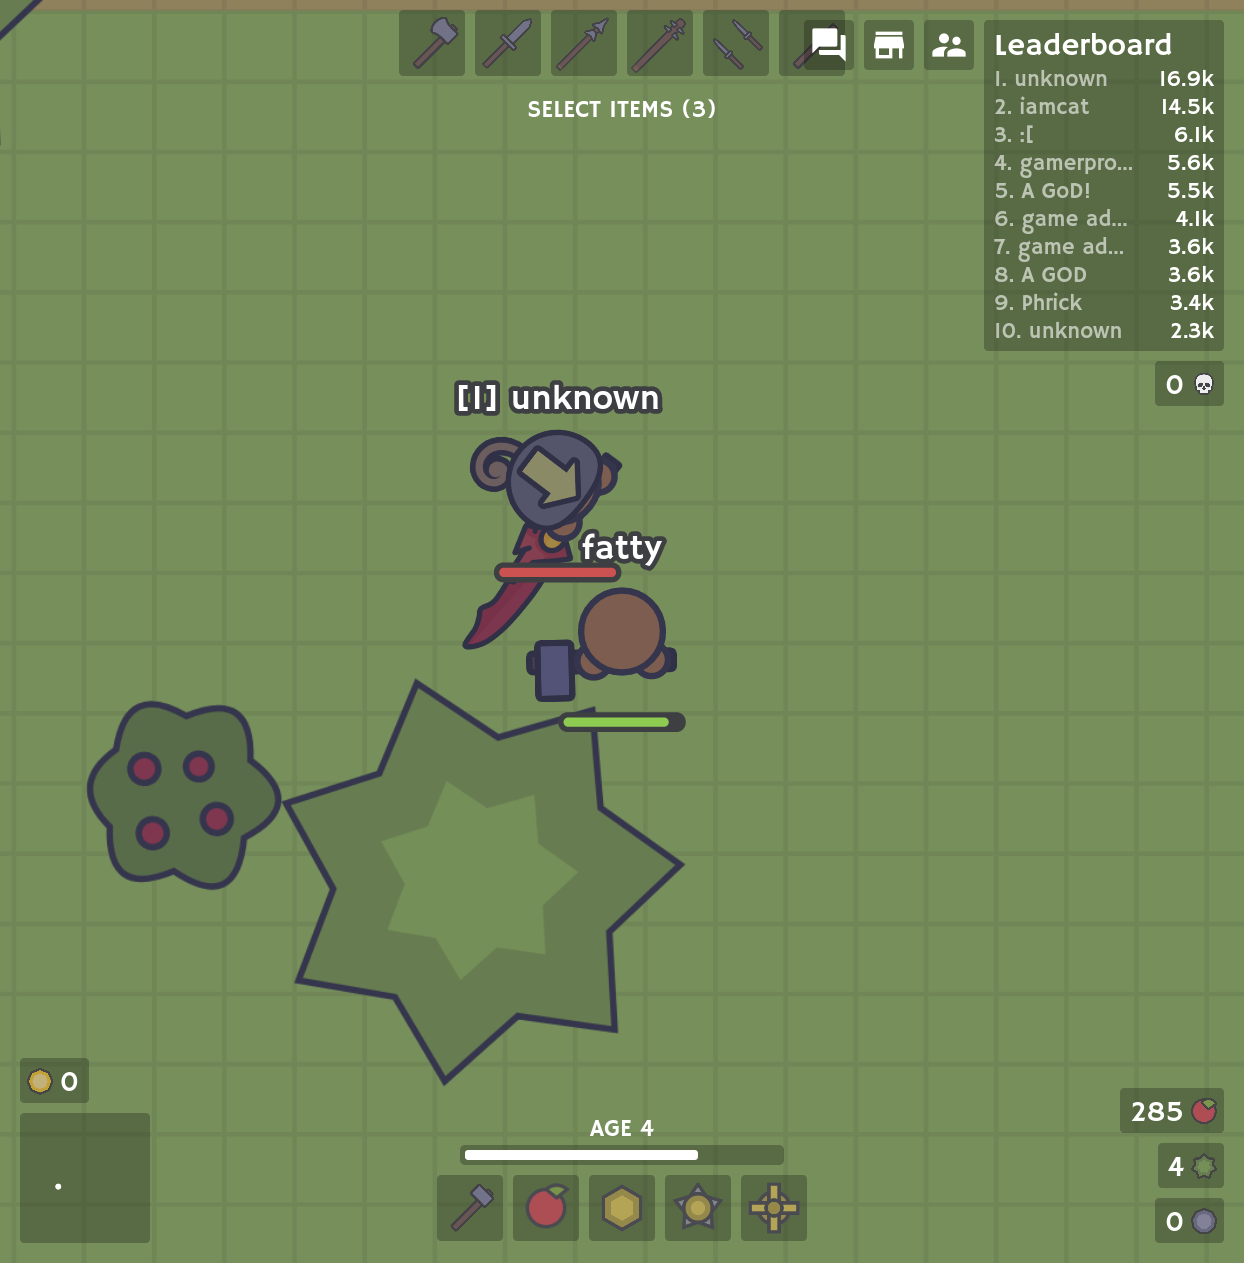 SELECT ITEMS (3)
Leaderboard
1. unknown 16.9k
2. iamcat 14.5k
3. :[ 6.1k
4. gamerpro... 5.6k
5. A GoD! 5.5k
6. game ad... 4.1k
7. game ad... 3.6k
8. A GOD 3.6k
9. Phrick 3.4k
10. unknown 2.3k
0
[I] unknown
fatty
0
285
4
0
AGE 4